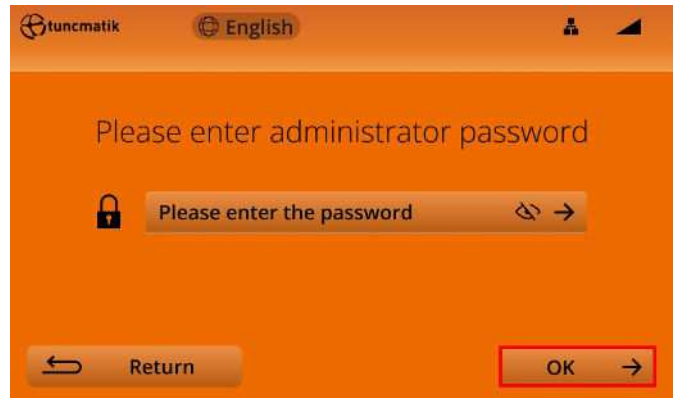 tuncmatik
English
Please enter administrator password
Please enter the password
Return
OK